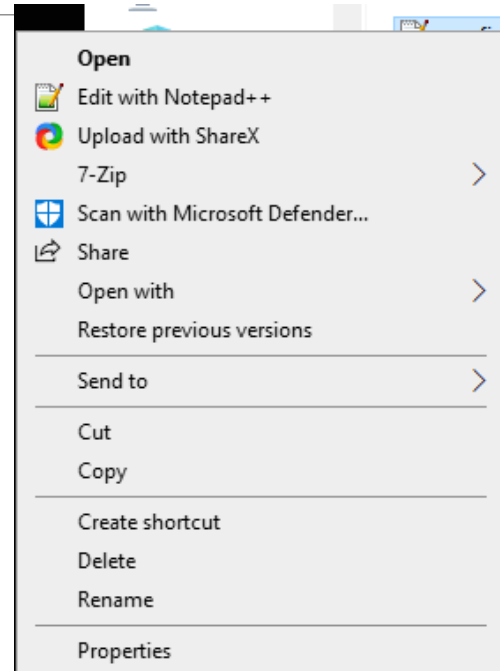 Open
Edit with Notepad++
Upload with ShareX
7-Zip
Scan with Microsoft Defender...
Share
Open with
Restore previous versions
Send to
Cut
Copy
Create shortcut
Delete
Rename
Properties